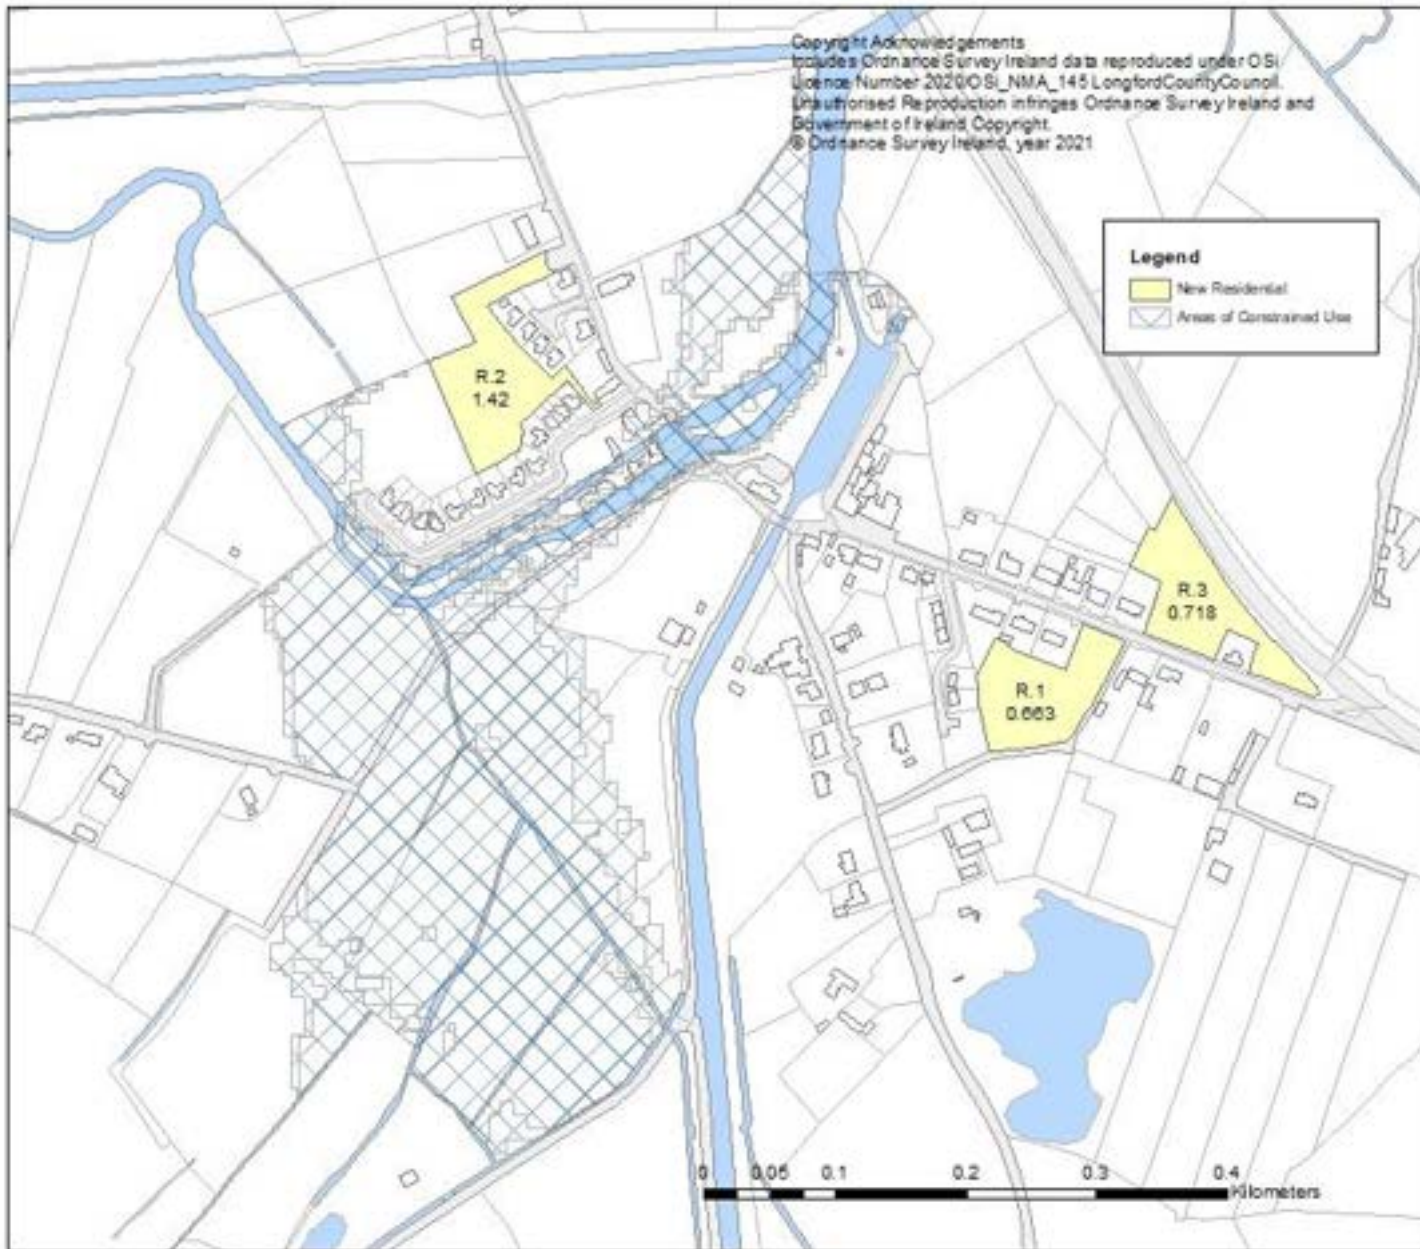 Copyright Acknowledgements
Includes Ordnance Survey Ireland data reproduced under OSi
Licence Number 2020/OSi_NMA_145 LongfordCountyCouncil.
Unauthorised Reproduction infringes Ordnance Survey Ireland and
Government of Ireland Copyright.
© Ordnance Survey Ireland, year 2021
Legend
New Residential
Areas of Constrained Use
R.2
1.42
R.3
0.718
R.1
0.663
0 0.05 0.1 0.2 0.3 0.4
Kilometers